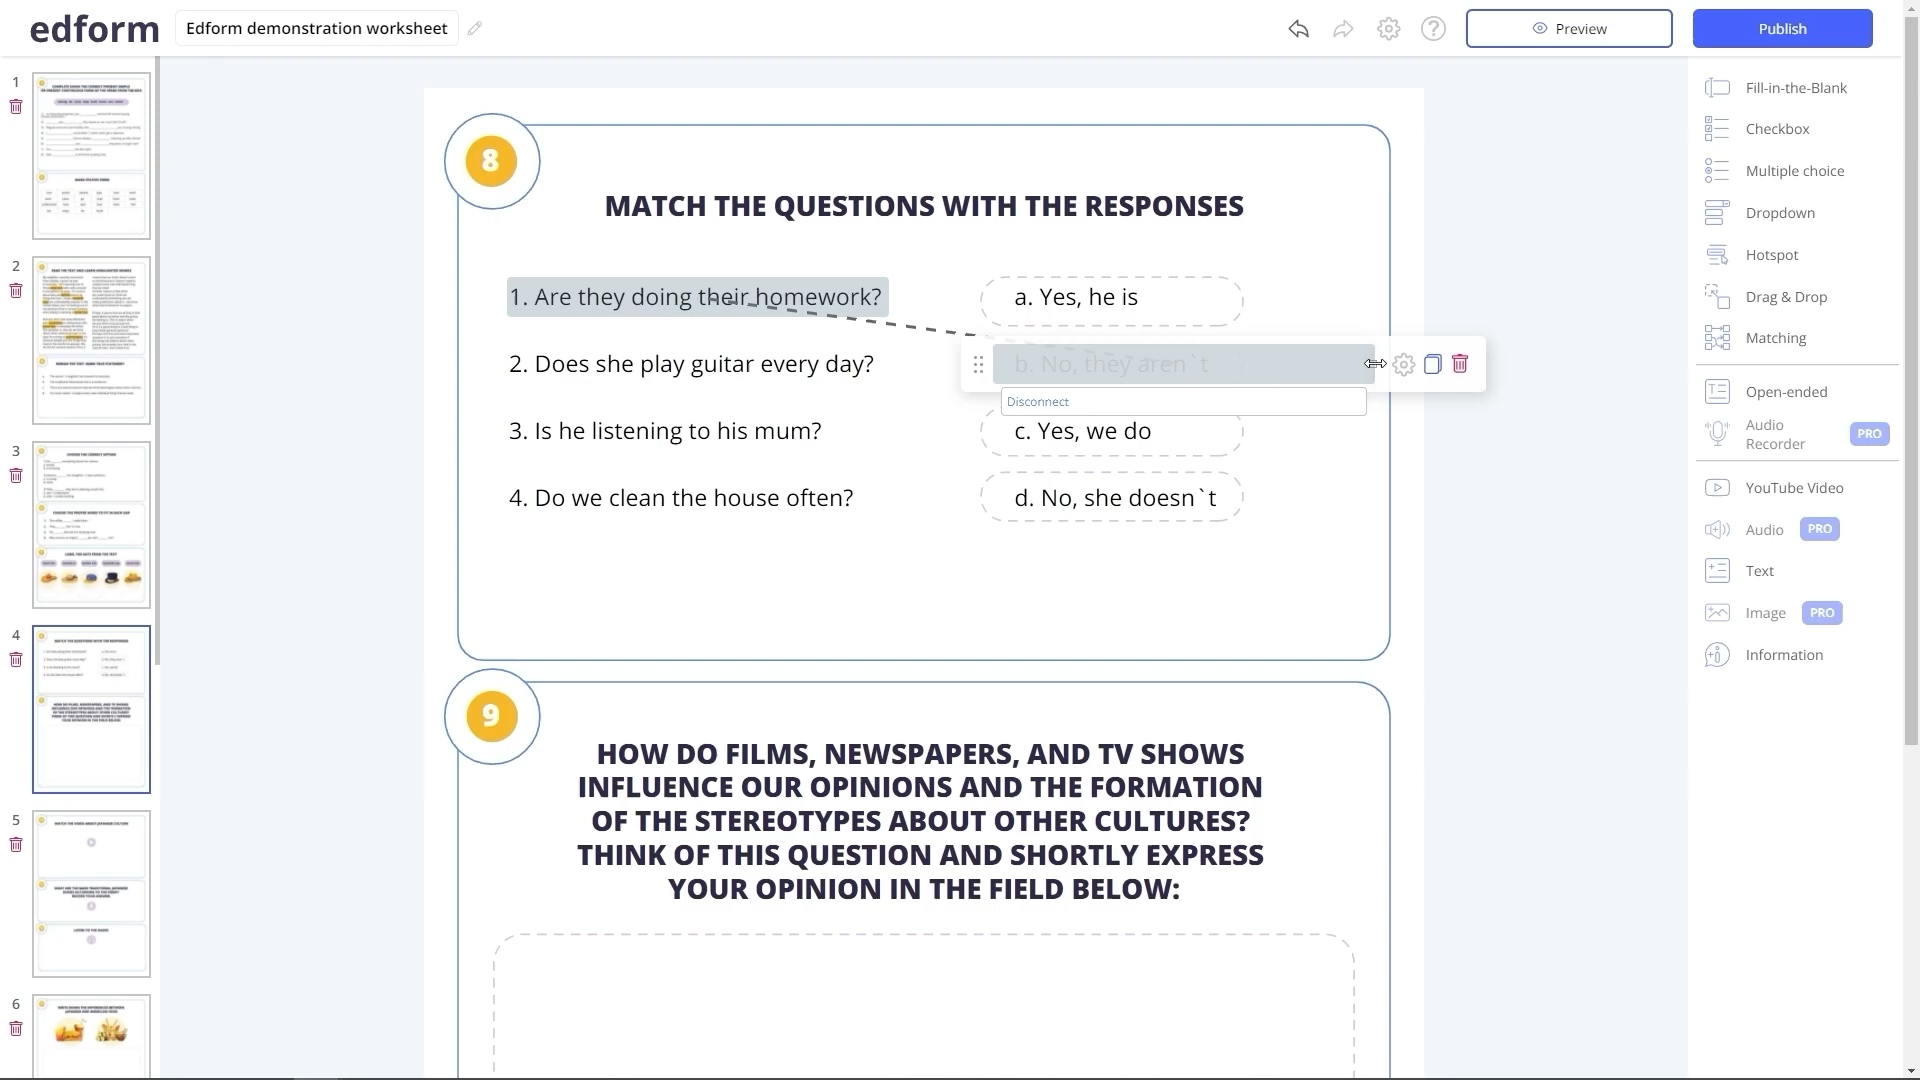 edform
Edform demonstration worksheet
Preview
Publish
1
2
3
4
5
6
8
MATCH THE QUESTIONS WITH THE RESPONSES
1. Are they doing their homework?
a. Yes, he is
2. Does she play guitar every day?
b. No, they aren`t
Disconnect
3. Is he listening to his mum?
c. Yes, we do
4. Do we clean the house often?
d. No, she doesn`t
9
HOW DO FILMS, NEWSPAPERS, AND TV SHOWS
INFLUENCE OUR OPINIONS AND THE FORMATION
OF THE STEREOTYPES ABOUT OTHER CULTURES?
THINK OF THIS QUESTION AND SHORTLY EXPRESS
YOUR OPINION IN THE FIELD BELOW:
Fill-in-the-Blank
Checkbox
Multiple choice
Dropdown
Hotspot
Drag & Drop
Matching
Open-ended
Audio
Recorder
PRO
YouTube Video
Audio PRO
Text
Image PRO
Information